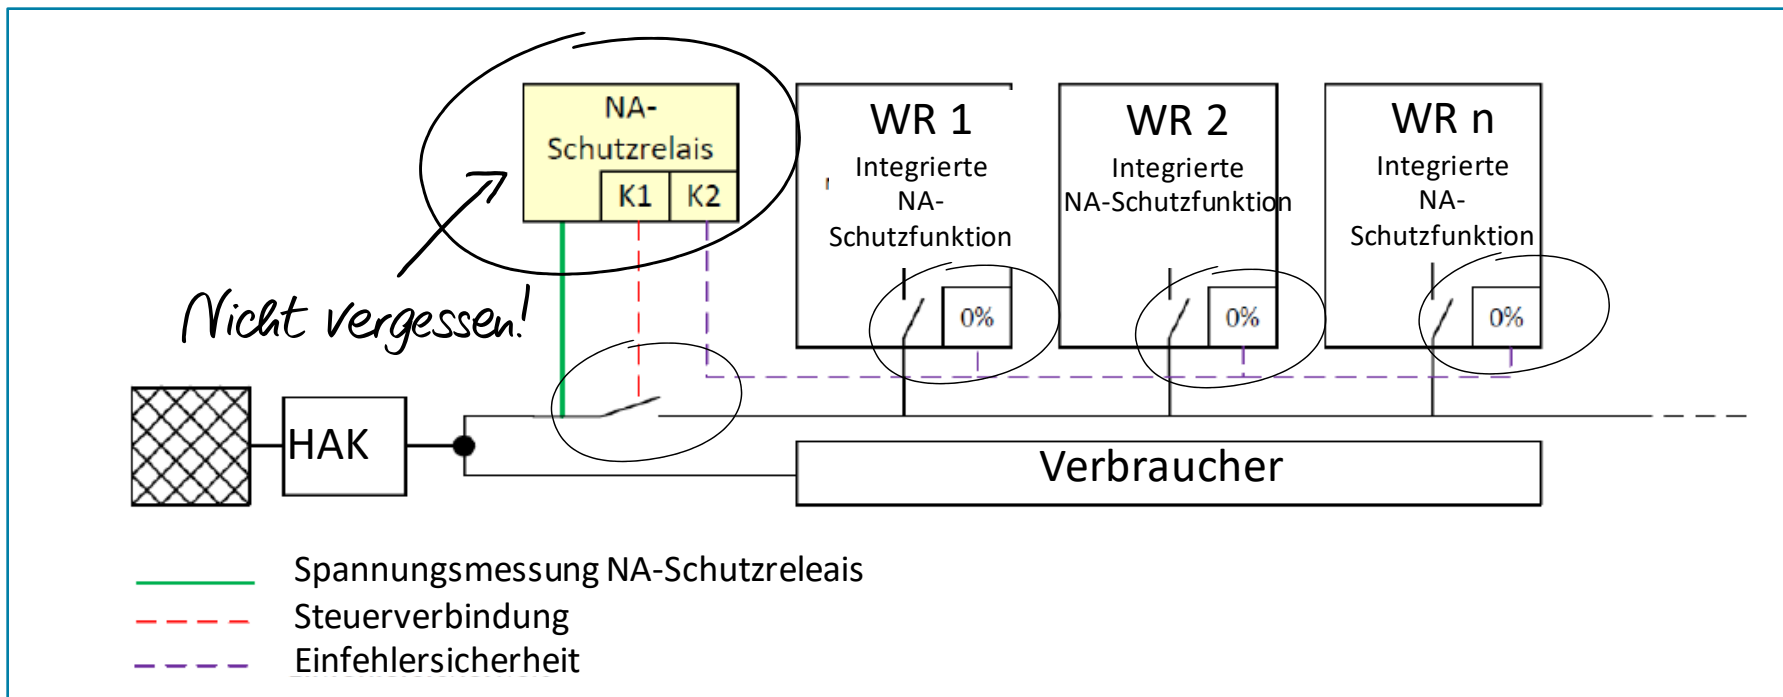 NA-
Schutzrelais
K1 K2
WR 1
Integrierte
NA-
Schutzfunktion
0%
WR 2
Integrierte
NA-Schutzfunktion
0%
WR n
Integrierte
NA-
Schutzfunktion
0%
Nicht vergessen!
HAK
Verbraucher
Spannungsmessung NA-Schutzreleais
Steuerverbindung
Einfehlersicherheit